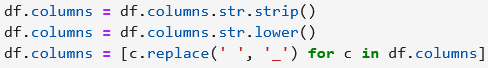 df.columns = df.columns.str.strip()
df.columns = df.columns.str.lower()
df.columns = [c.replace(' ', '_') for c in df.columns]